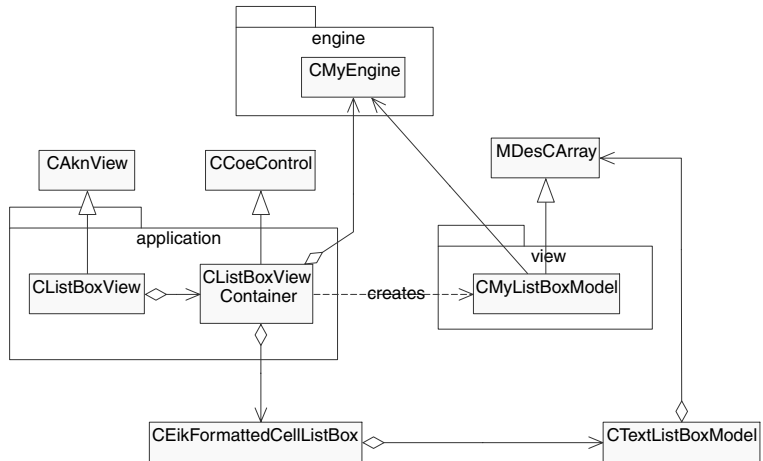 engine
CMyEngine
CAknView
CCoeControl
MDesCArray
application
view
CListBoxView
CListBoxView
Container
creates
CMyListBoxModel
CEikFormattedCellListBox
CTextListBoxModel